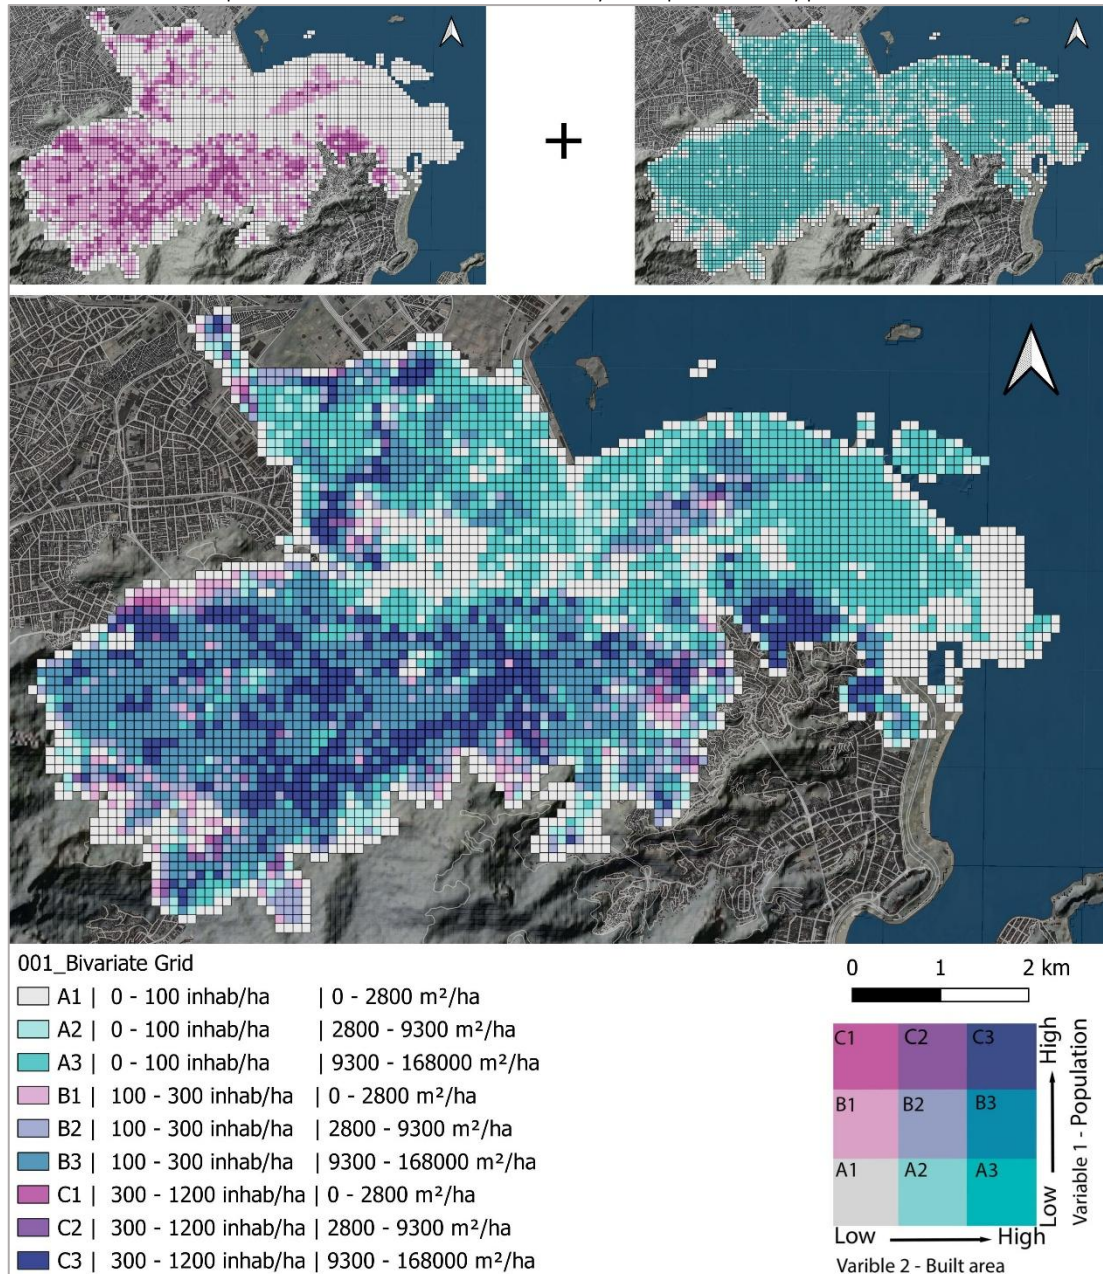 +
001_Bivariate Grid
A1 | 0 - 100 inhab/ha | 0 - 2800 m²/ha
A2 | 0 - 100 inhab/ha | 2800 - 9300 m²/ha
A3 | 0 - 100 inhab/ha | 9300 - 168000 m²/ha
B1 | 100 - 300 inhab/ha | 0 - 2800 m²/ha
B2 | 100 - 300 inhab/ha | 2800 - 9300 m²/ha
B3 | 100 - 300 inhab/ha | 9300 - 168000 m²/ha
C1 | 300 - 1200 inhab/ha | 0 - 2800 m²/ha
C2 | 300 - 1200 inhab/ha | 2800 - 9300 m²/ha
C3 | 300 - 1200 inhab/ha | 9300 - 168000 m²/ha
0 1 2 km
C1 C2 C3
B1 B2 B3
A1 A2 A3
Low High
Variable 1 - Population
Low High
Varible 2 - Built area